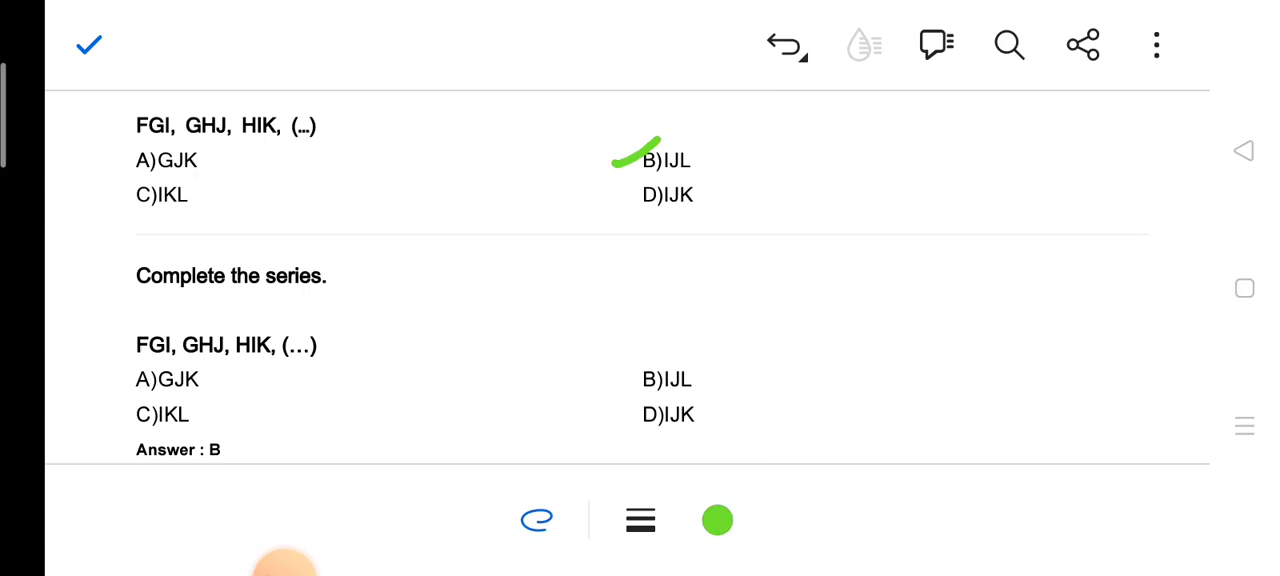 FGI, GHJ, HIK, (...)
A)GJK B)IJL
C)IKL D)IJK
Complete the series.
FGI, GHJ, HIK, (...)
A)GJK B)IJL
C)IKL D)IJK
Answer : B